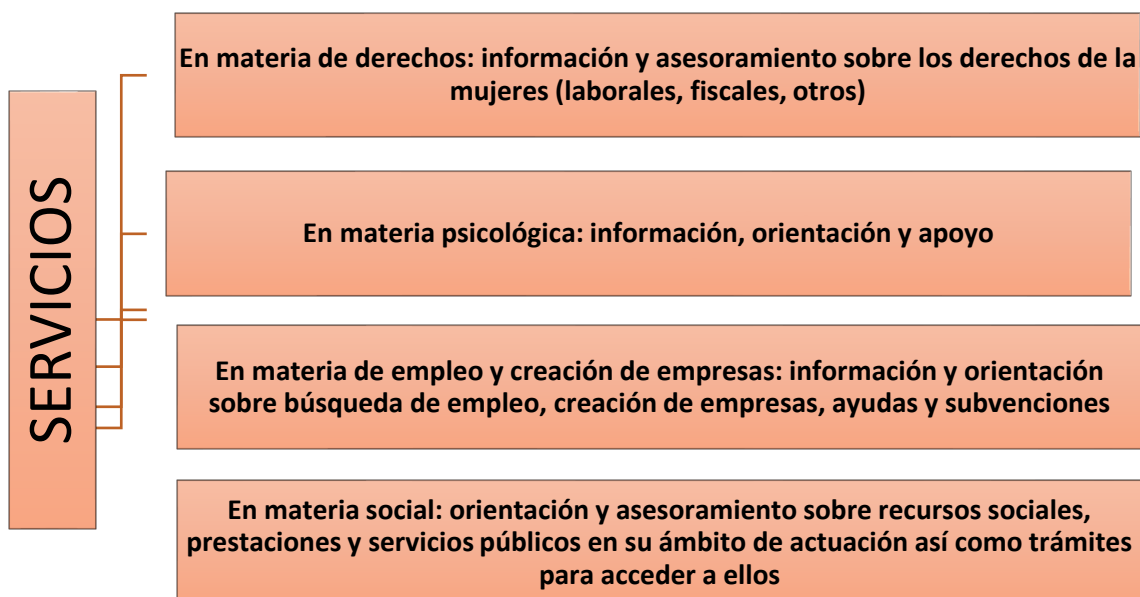 SERVICIOS
En materia de derechos: información y asesoramiento sobre los derechos de la
mujeres (laborales, fiscales, otros)
En materia psicológica: información, orientación y apoyo
En materia de empleo y creación de empresas: información y orientación
sobre búsqueda de empleo, creación de empresas, ayudas y subvenciones
En materia social: orientación y asesoramiento sobre recursos sociales,
prestaciones y servicios públicos en su ámbito de actuación así como trámites
para acceder a ellos